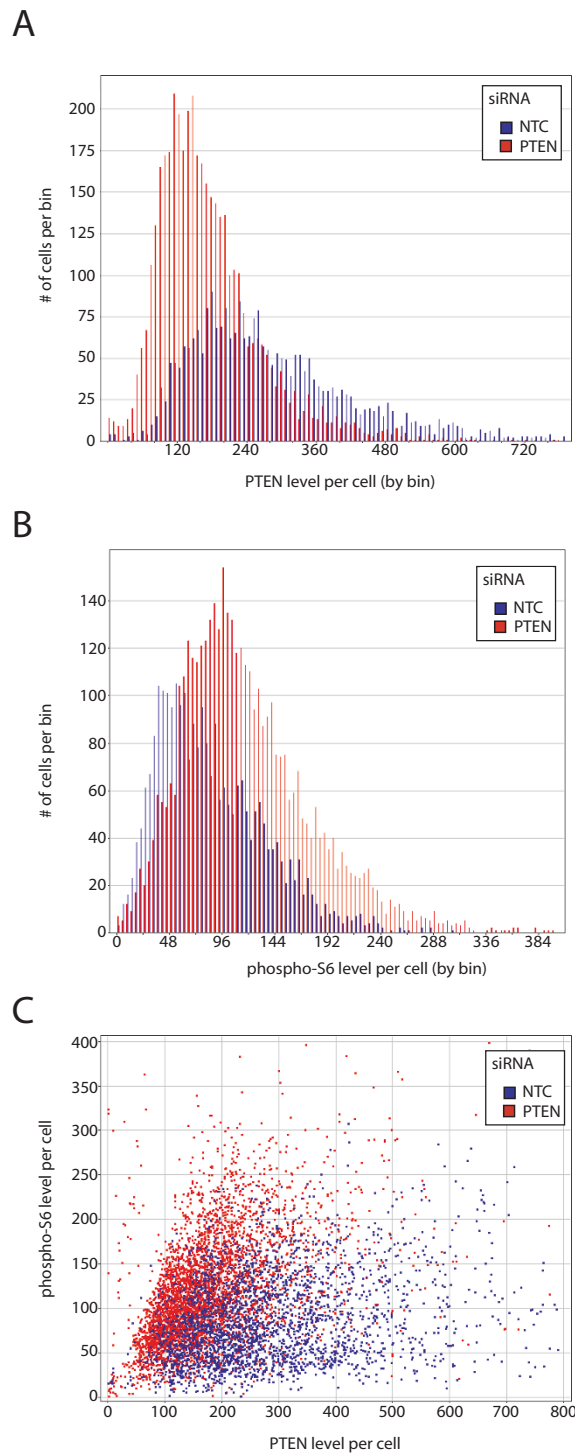 A
siRNA
NTC
PTEN
# of cells per bin
200
175
150
125
100
75
50
25
0
120 240 360 480 600 720
PTEN level per cell (by bin)
B
siRNA
NTC
PTEN
# of cells per bin
140
120
100
80
60
40
20
0
0 48 96 144 192 240 288 336 384
phospho-S6 level per cell (by bin)
C
siRNA
NTC
PTEN
phospho-S6 level per cell
400
350
300
250
200
150
100
50
0
0 100 200 300 400 500 600 700 800
PTEN level per cell